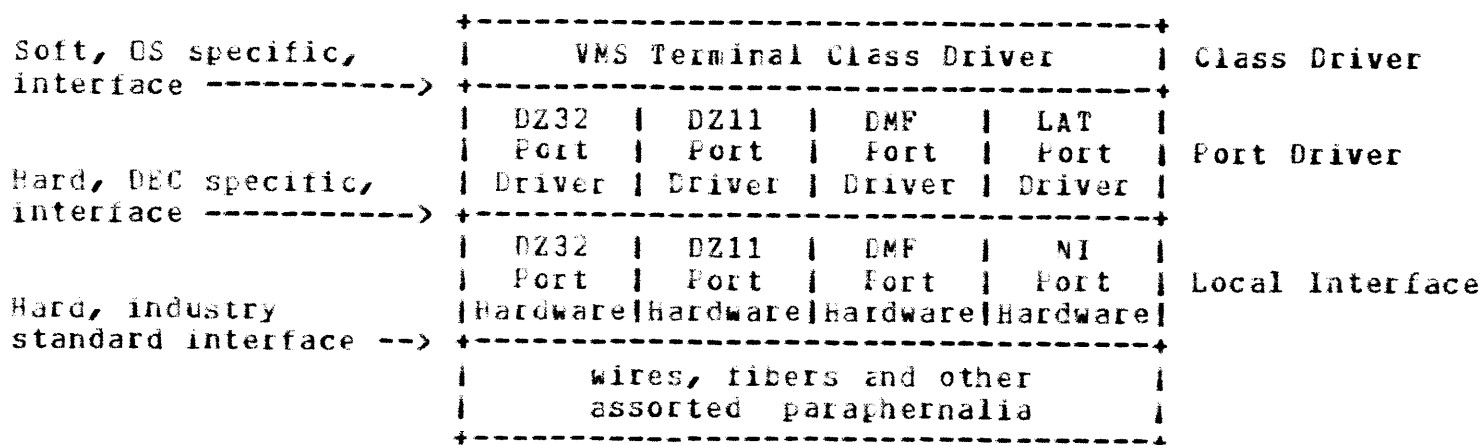 +-----------------------------------+
Soft, OS specific, | VMS Terminal Class Driver | Class Driver
interface -----------> +-----------------------------------+
| DZ32 | DZ11 | DMF | LAT |
| Port | Port | Port | Port | Port Driver
Hard, DEC specific, | Driver | Driver | Driver | Driver |
interface -----------> +-----------------------------------+
| DZ32 | DZ11 | DMF | NI |
| Port | Port | Port | Port | Local Interface
Hard, industry |Hardware|Hardware|Hardware|Hardware|
standard interface --> +-----------------------------------+
| wires, fibers and other |
| assorted paraphernalia |
+-----------------------------------+